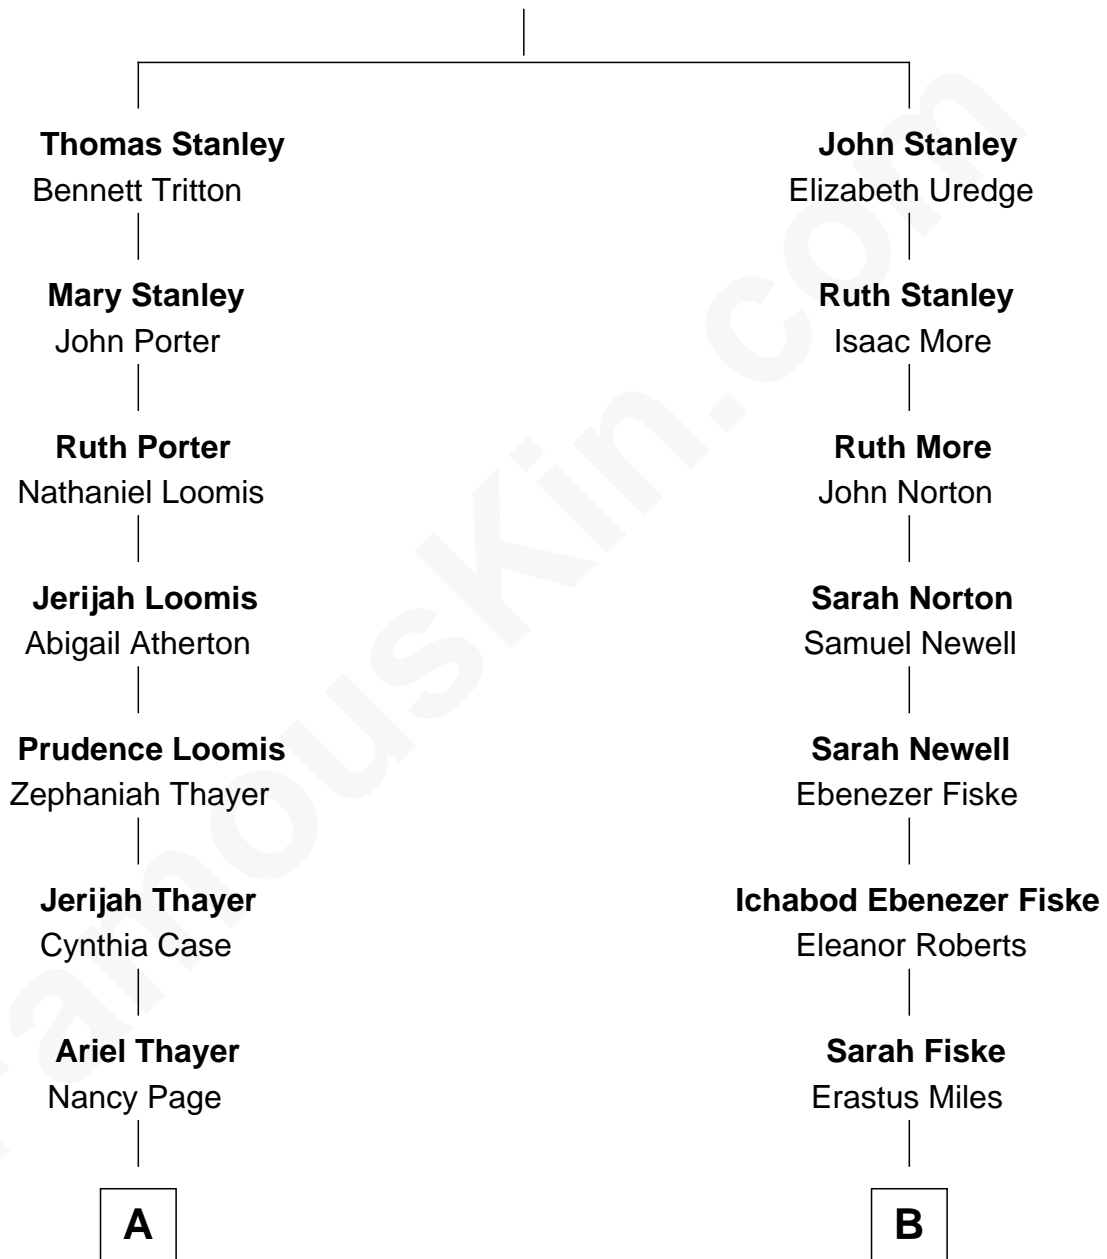 Thomas Stanley
Bennett Tritton
Mary Stanley
John Porter
Ruth Porter
Nathaniel Loomis
Jerijah Loomis
Abigail Atherton
Prudence Loomis
Zephaniah Thayer
Jerijah Thayer
Cynthia Case
Ariel Thayer
Nancy Page
A
John Stanley
Elizabeth Uredge
Ruth Stanley
Isaac More
Ruth More
John Norton
Sarah Norton
Samuel Newell
Sarah Newell
Ebenezer Fiske
Ichabod Ebenezer Fiske
Eleanor Roberts
Sarah Fiske
Erastus Miles
B
FamousKin.com